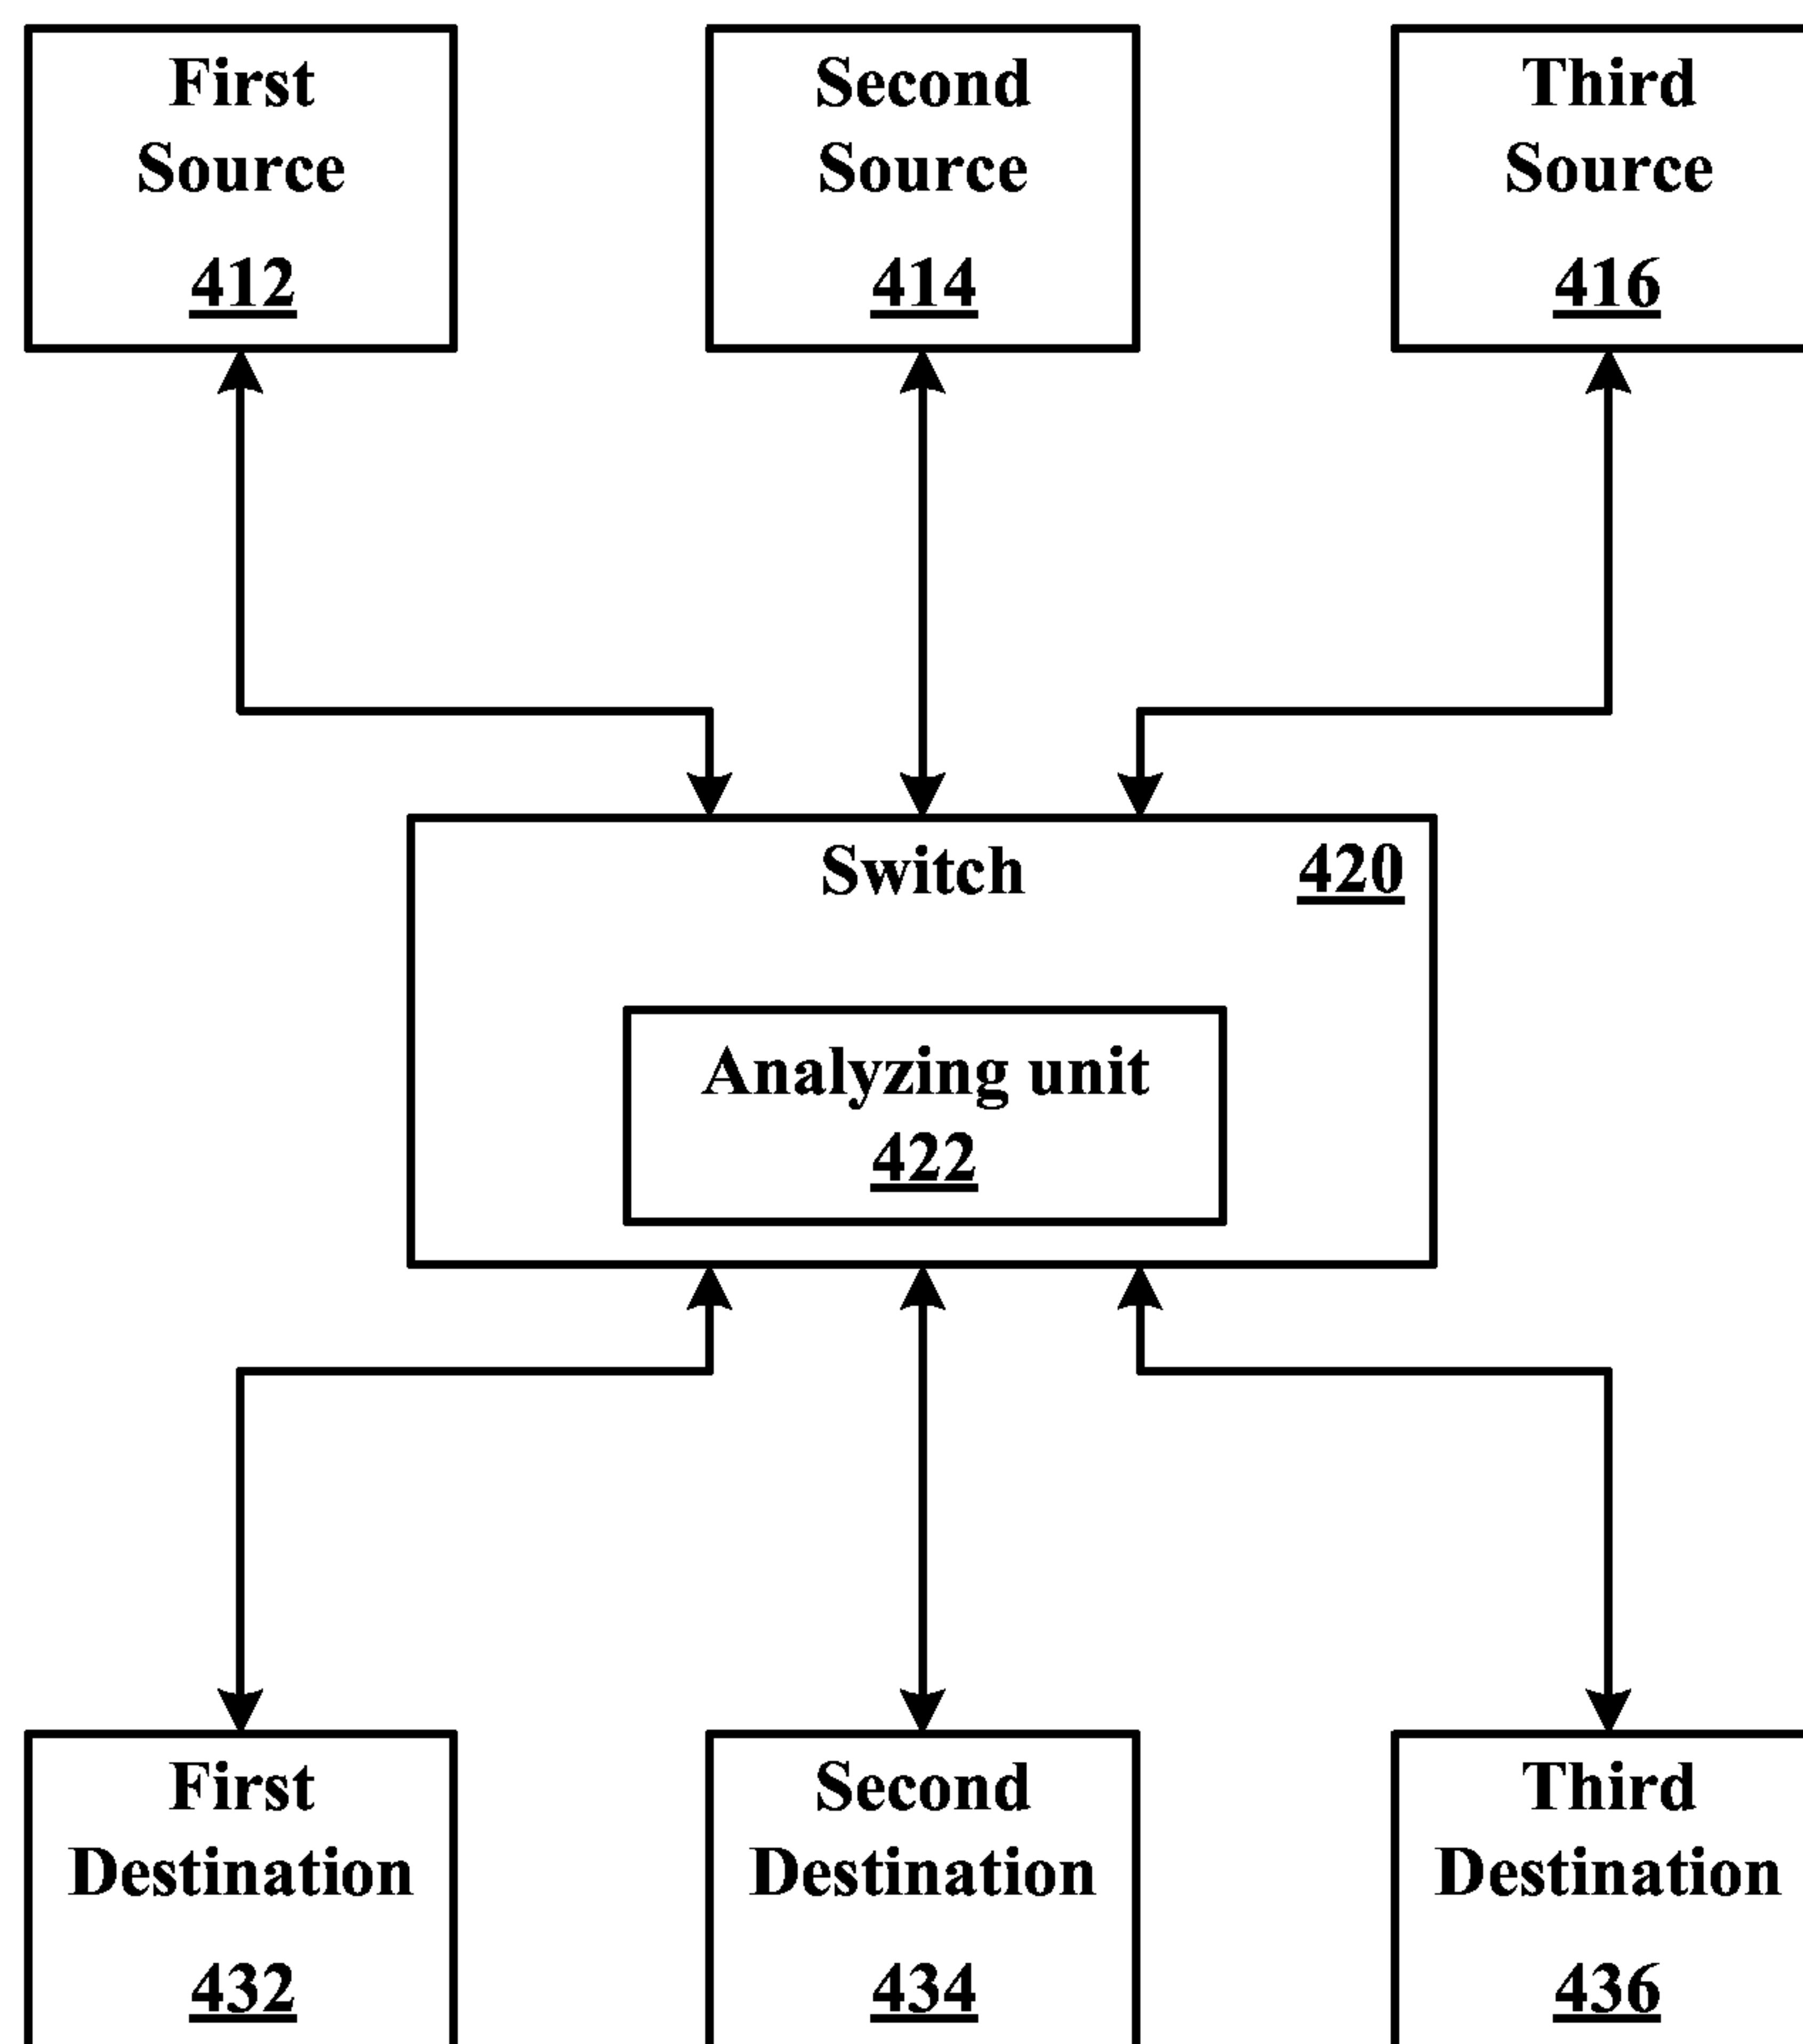 First
Source
412
Second
Source
414
Third
Source
416
Switch
420
Analyzing unit
422
First
Destination
432
Second
Destination
434
Third
Destination
436